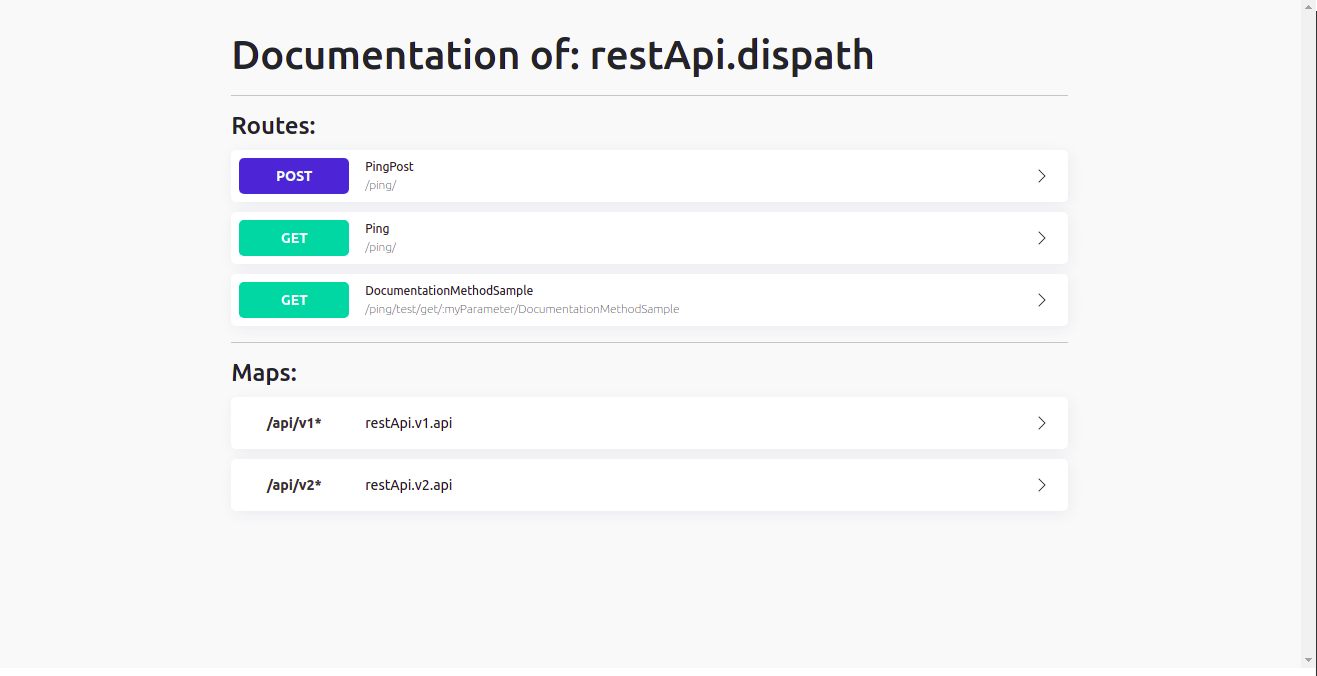 Documentation of: restApi.dispath
Routes:
POST
PingPost
/ping/
GET
Ping
/ping/
GET
DocumentationMethodSample
/ping/test/get/:myParameter/DocumentationMethodSample
Maps:
/api/v1* restApi.v1.api
/api/v2* restApi.v2.api